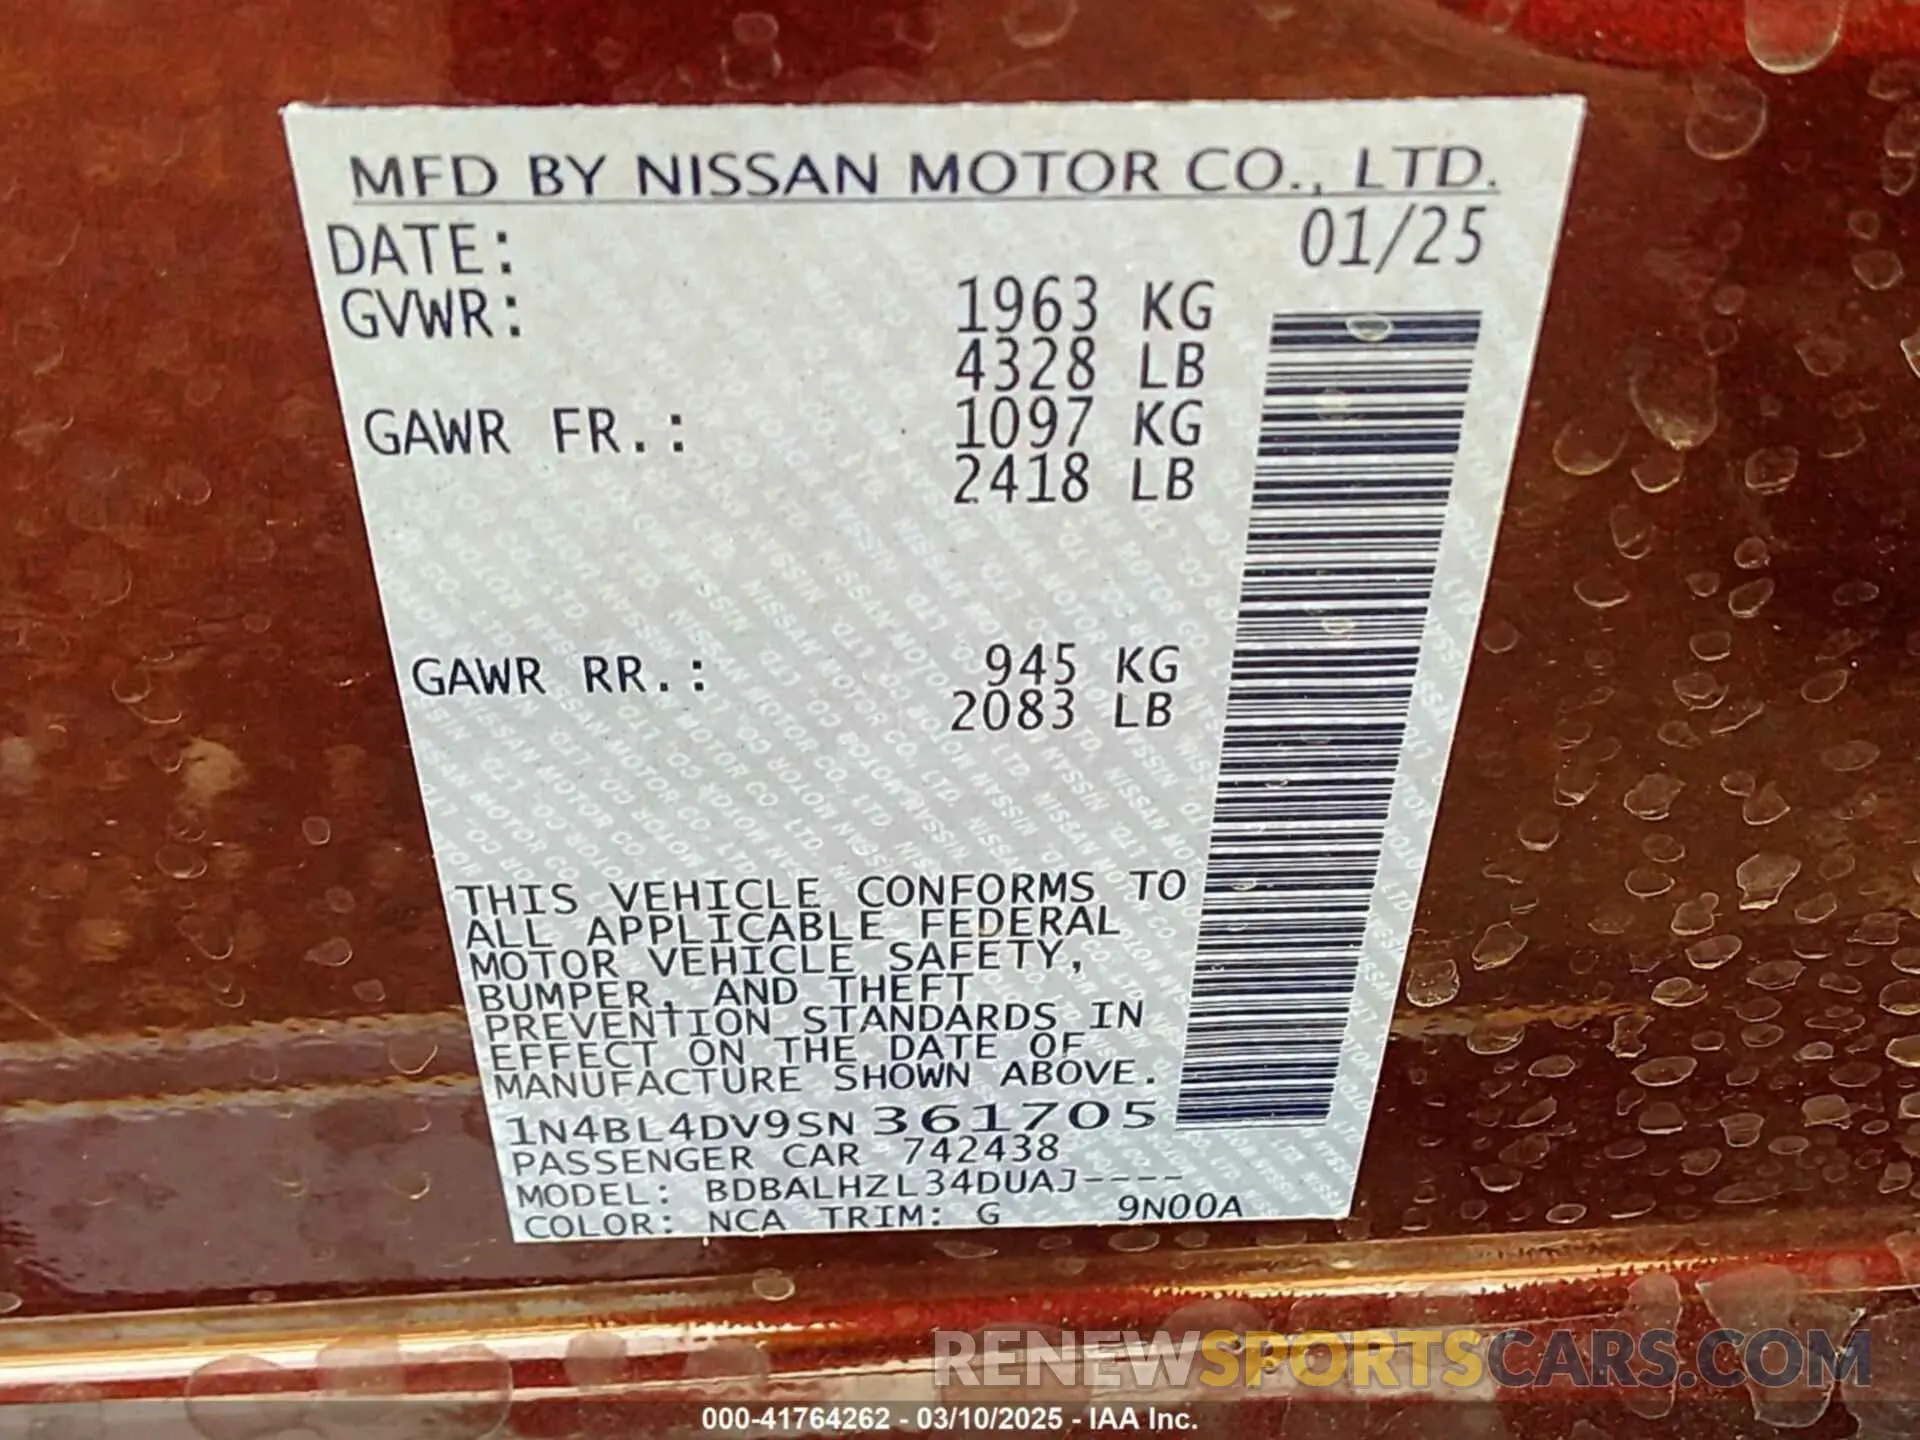 MFD BY NISSAN MOTOR CO., LTD.
DATE: 01/25
GVWR: 1963 KG
4328 LB
GAWR FR.: 1097 KG
2418 LB
GAWR RR.: 945 KG
2083 LB
THIS VEHICLE CONFORMS TO
ALL APPLICABLE FEDERAL
MOTOR VEHICLE SAFETY,
BUMPER, AND THEFT
PREVENTION STANDARDS IN
EFFECT ON THE DATE OF
MANUFACTURE SHOWN ABOVE.
1N4BL4DV9SN361705
PASSENGER CAR 742438
MODEL: BDBALHZL34DUAJ----
COLOR: NCA TRIM: G 9N00A
RENEWSPORTSCARS.COM
000-41764262 - 03/10/2025 - IAA Inc.